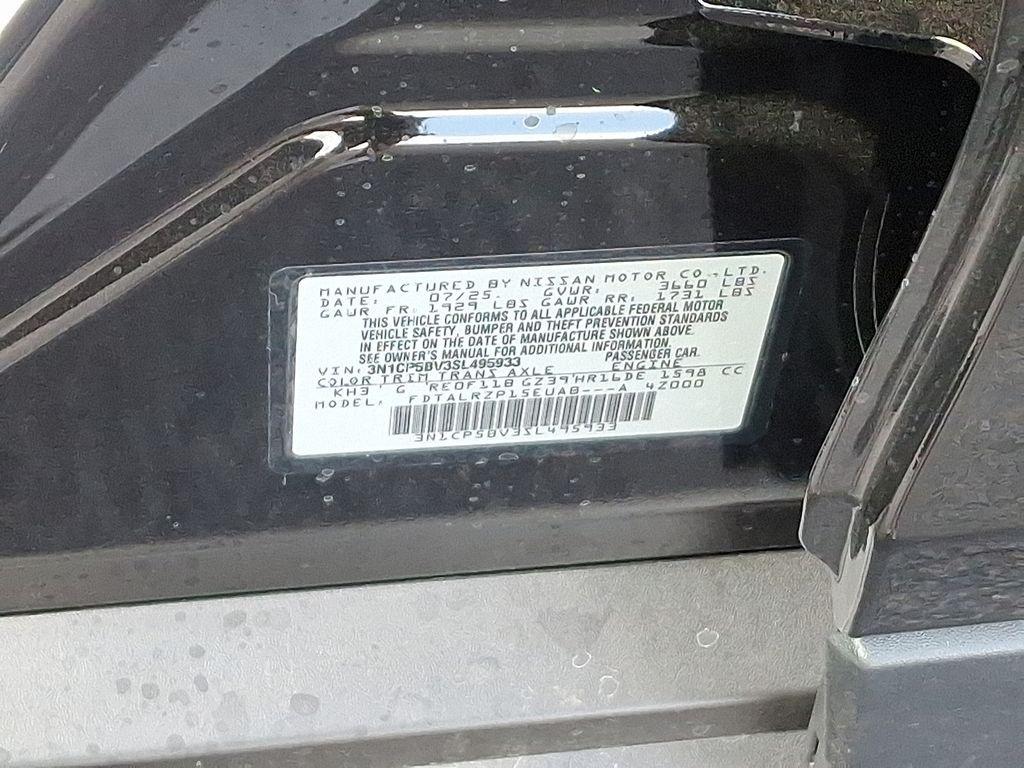 MANUFACTURED BY NISSAN MOTOR CO.,LTD.
DATE: 07/25 GVWR: 3660 LBS
GAWR FR: 1929 LBS GAWR RR: 1731 LBS
THIS VEHICLE CONFORMS TO ALL APPLICABLE FEDERAL MOTOR
VEHICLE SAFETY, BUMPER AND THEFT PREVENTION STANDARDS
IN EFFECT ON THE DATE OF MANUFACTURE SHOWN ABOVE.
SEE OWNER'S MANUAL FOR ADDITIONAL INFORMATION.
VIN: 3N1CP5BV3SL495933 PASSENGER CAR
COLOR TRIM TRANS AXLE ENGINE
KH3 G RE0F11B GZ39 HR16DE 1598 CC
MODEL: FDTALRZP15EUAB---A 4Z000
3N1CP5BV3SL495933